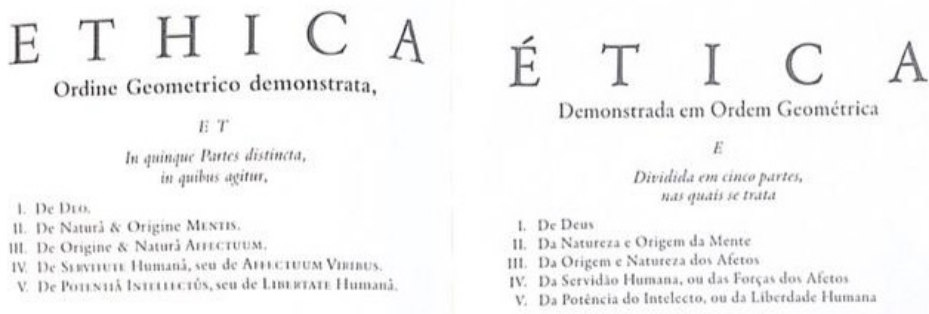 ETHICA
Ordine Geometrico demonstrata,
ET
In quinque Partes distincta,
in quibus agitur,
I. De Deo.
II. De Naturâ & Origine Mentis.
III. De Origine & Naturâ Affectuum.
IV. De Servitute Humanâ, seu de Affectuum Viribus.
V. De Potentiâ Intellectûs, seu de Libertate Humanâ.
ÉTICA
Demonstrada em Ordem Geométrica
E
Dividida em cinco partes,
nas quais se trata
I. De Deus
II. Da Natureza e Origem da Mente
III. Da Origem e Natureza dos Afetos
IV. Da Servidão Humana, ou das Forças dos Afetos
V. Da Potência do Intelecto, ou da Liberdade Humana